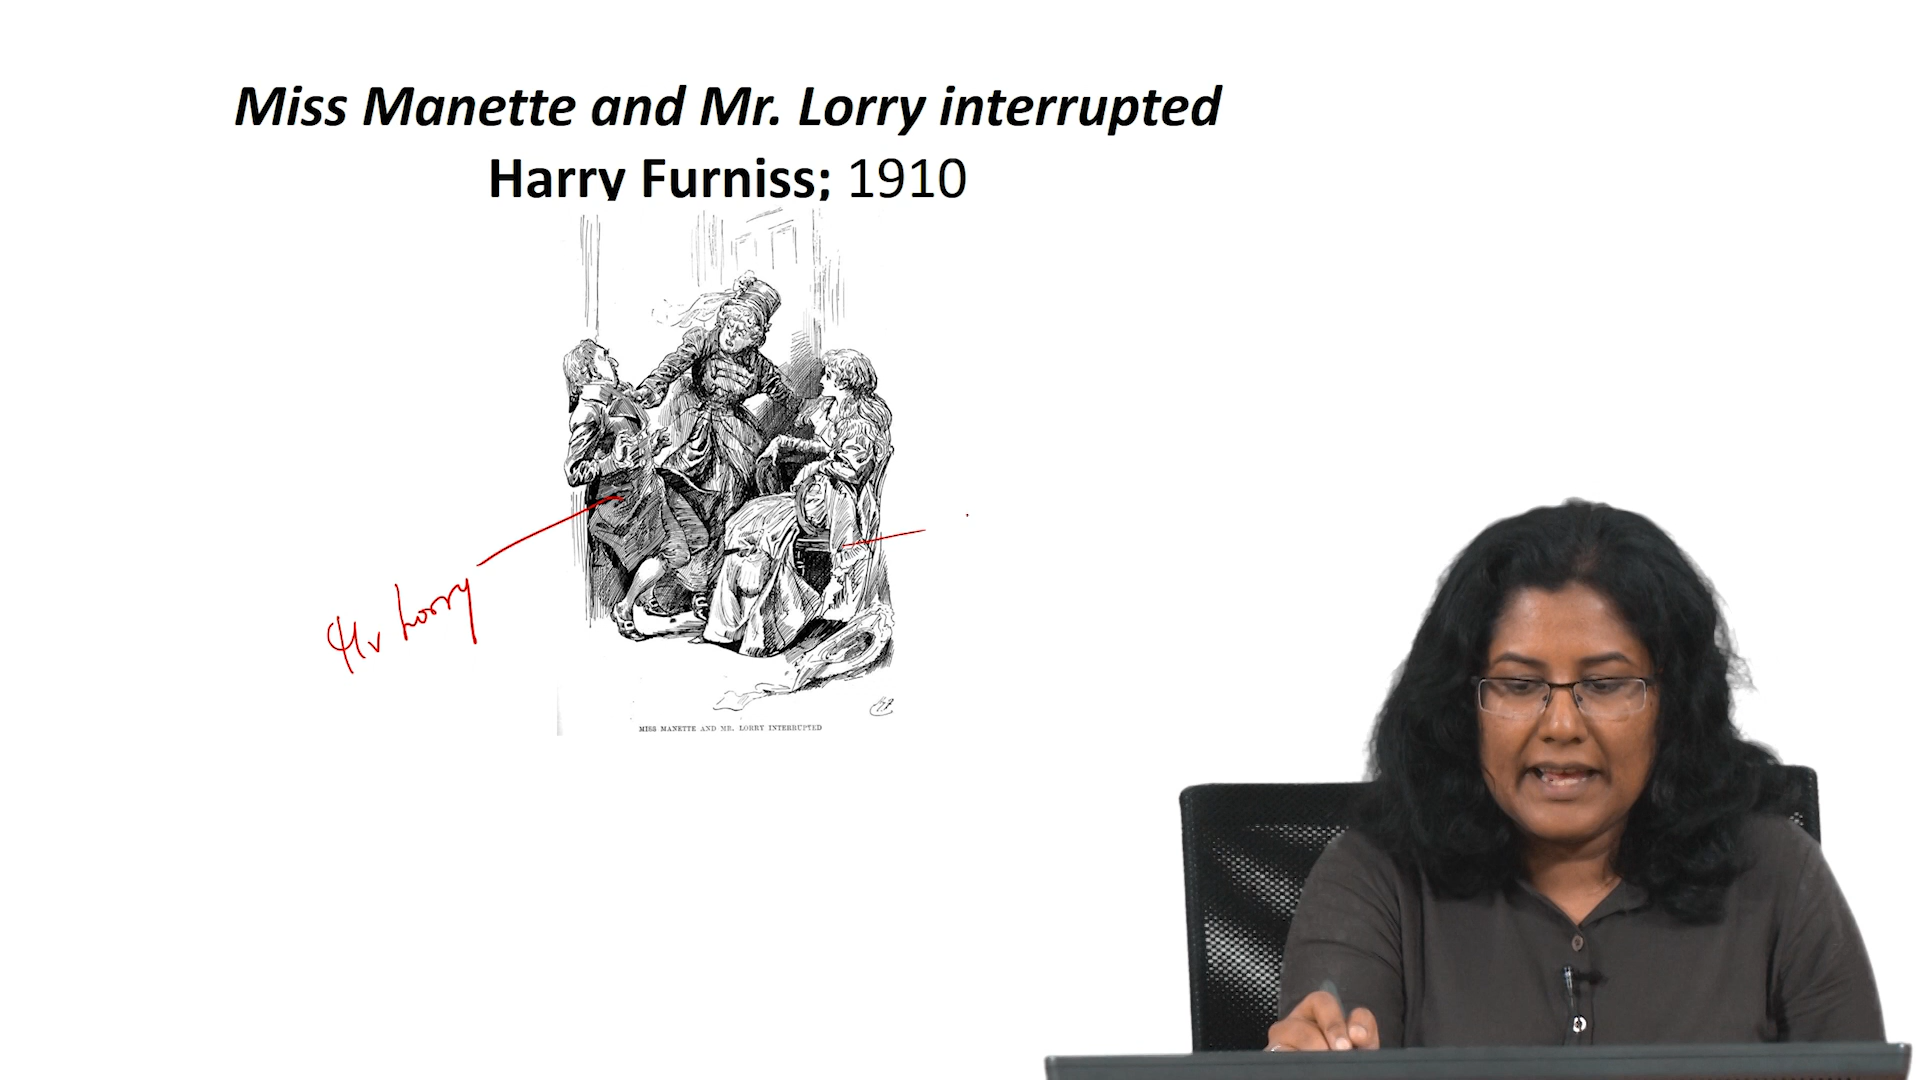 Miss Manette and Mr. Lorry interrupted
Harry Furniss; 1910
Mr Lorry
MISS MANETTE AND MR. LORRY INTERRUPTED